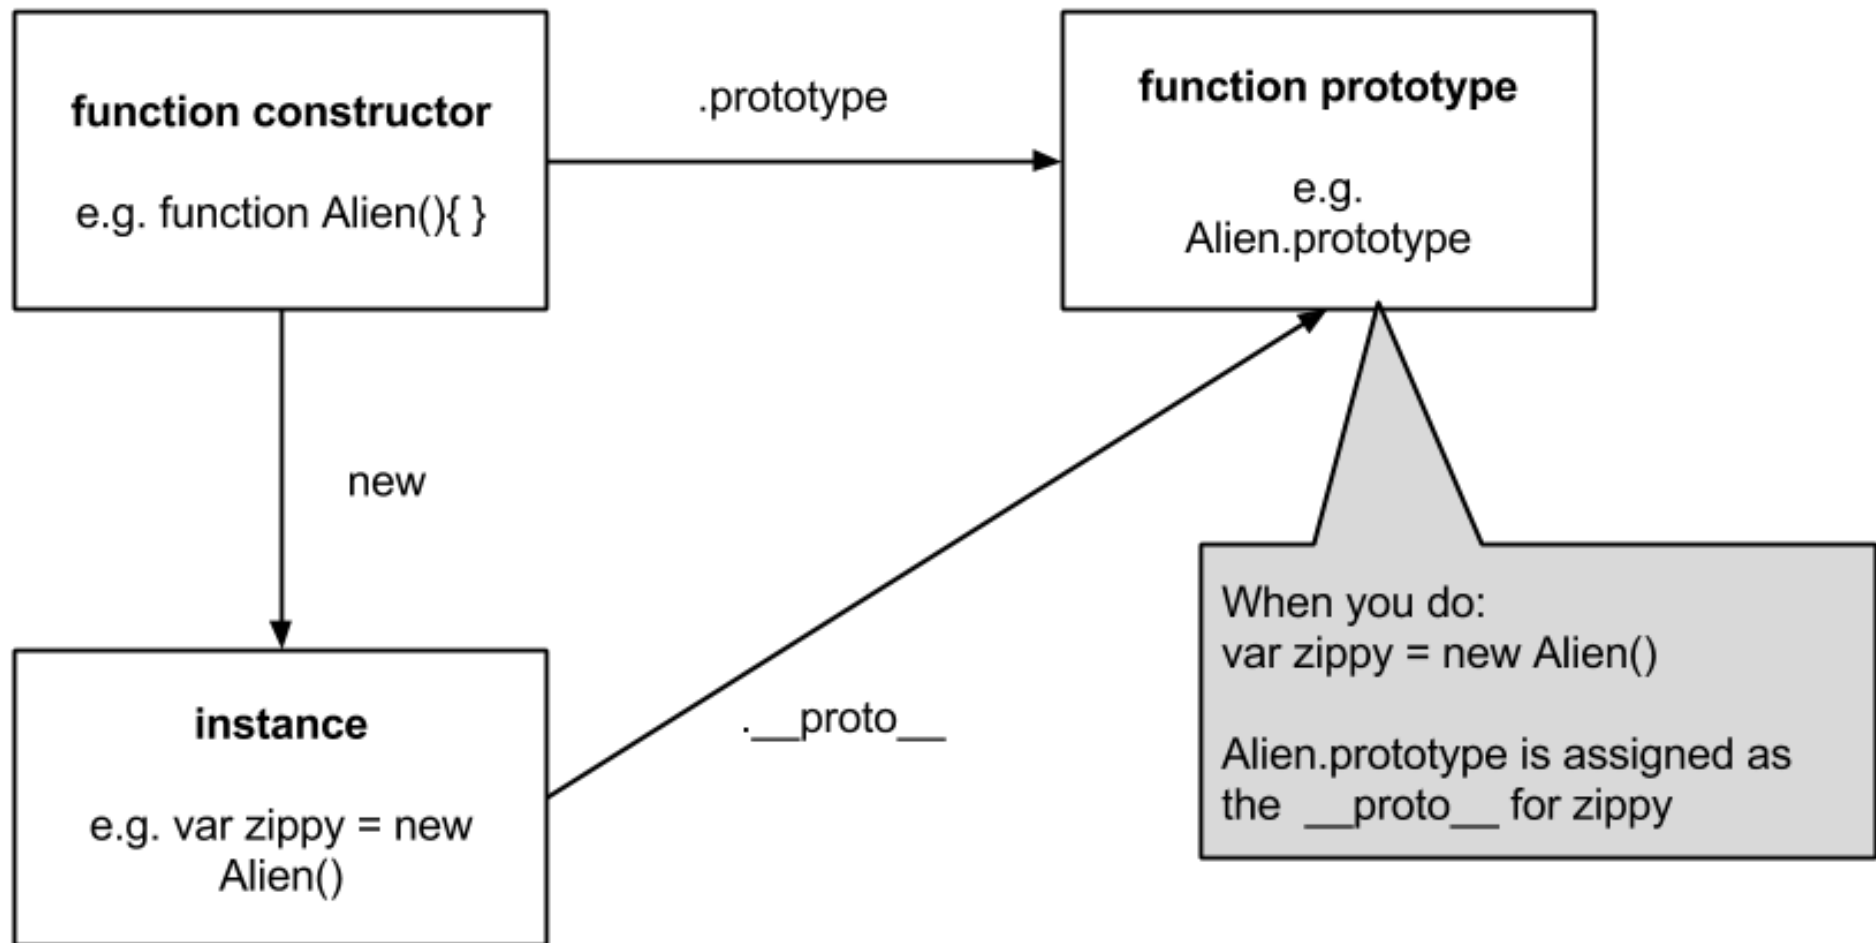 function constructor
e.g. function Alien(){ }
.prototype
function prototype
e.g.
Alien.prototype
new
.__proto__
instance
e.g. var zippy = new
Alien()
When you do:
var zippy = new Alien()
Alien.prototype is assigned as
the __proto__ for zippy